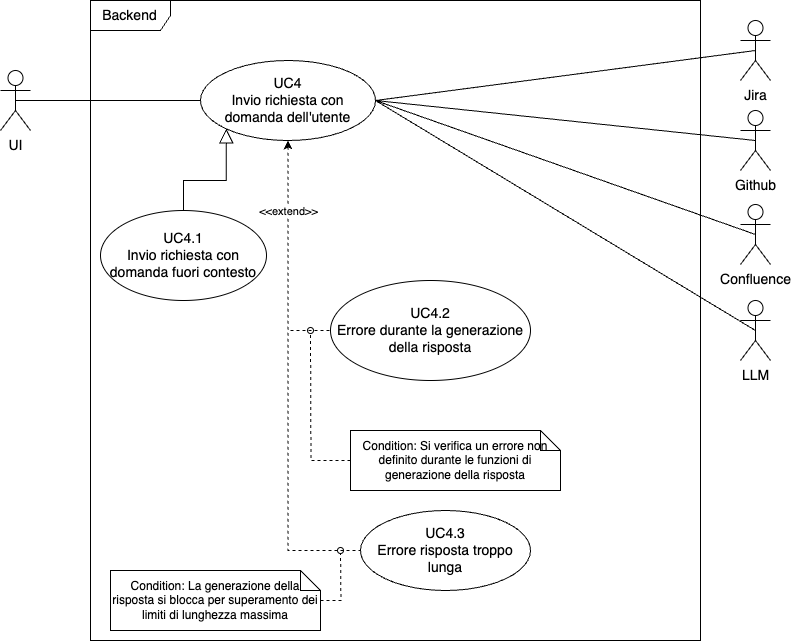 Backend
UC4
Invio richiesta con
domanda dell'utente
UI
Jira
Github
<<extend>>
UC4.1
Invio richiesta con
domanda fuori contesto
Confluence
UC4.2
Errore durante la generazione
della risposta
LLM
Condition: Si verifica un errore non
definito durante le funzioni di
generazione della risposta
UC4.3
Errore risposta troppo
lunga
Condition: La generazione della
risposta si blocca per superamento dei
limiti di lunghezza massima